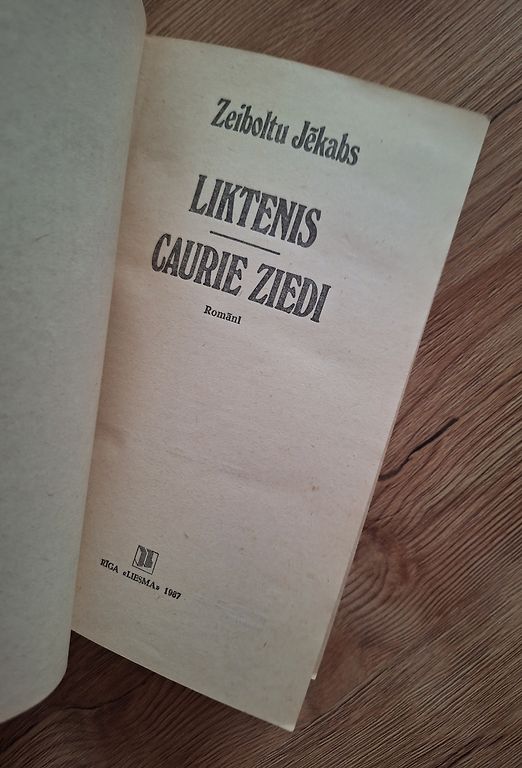 Zeiboltu Jēkabs
LIKTENIS
CAURIE ZIEDI
Romāni
RĪGA «LIESMA» 1987